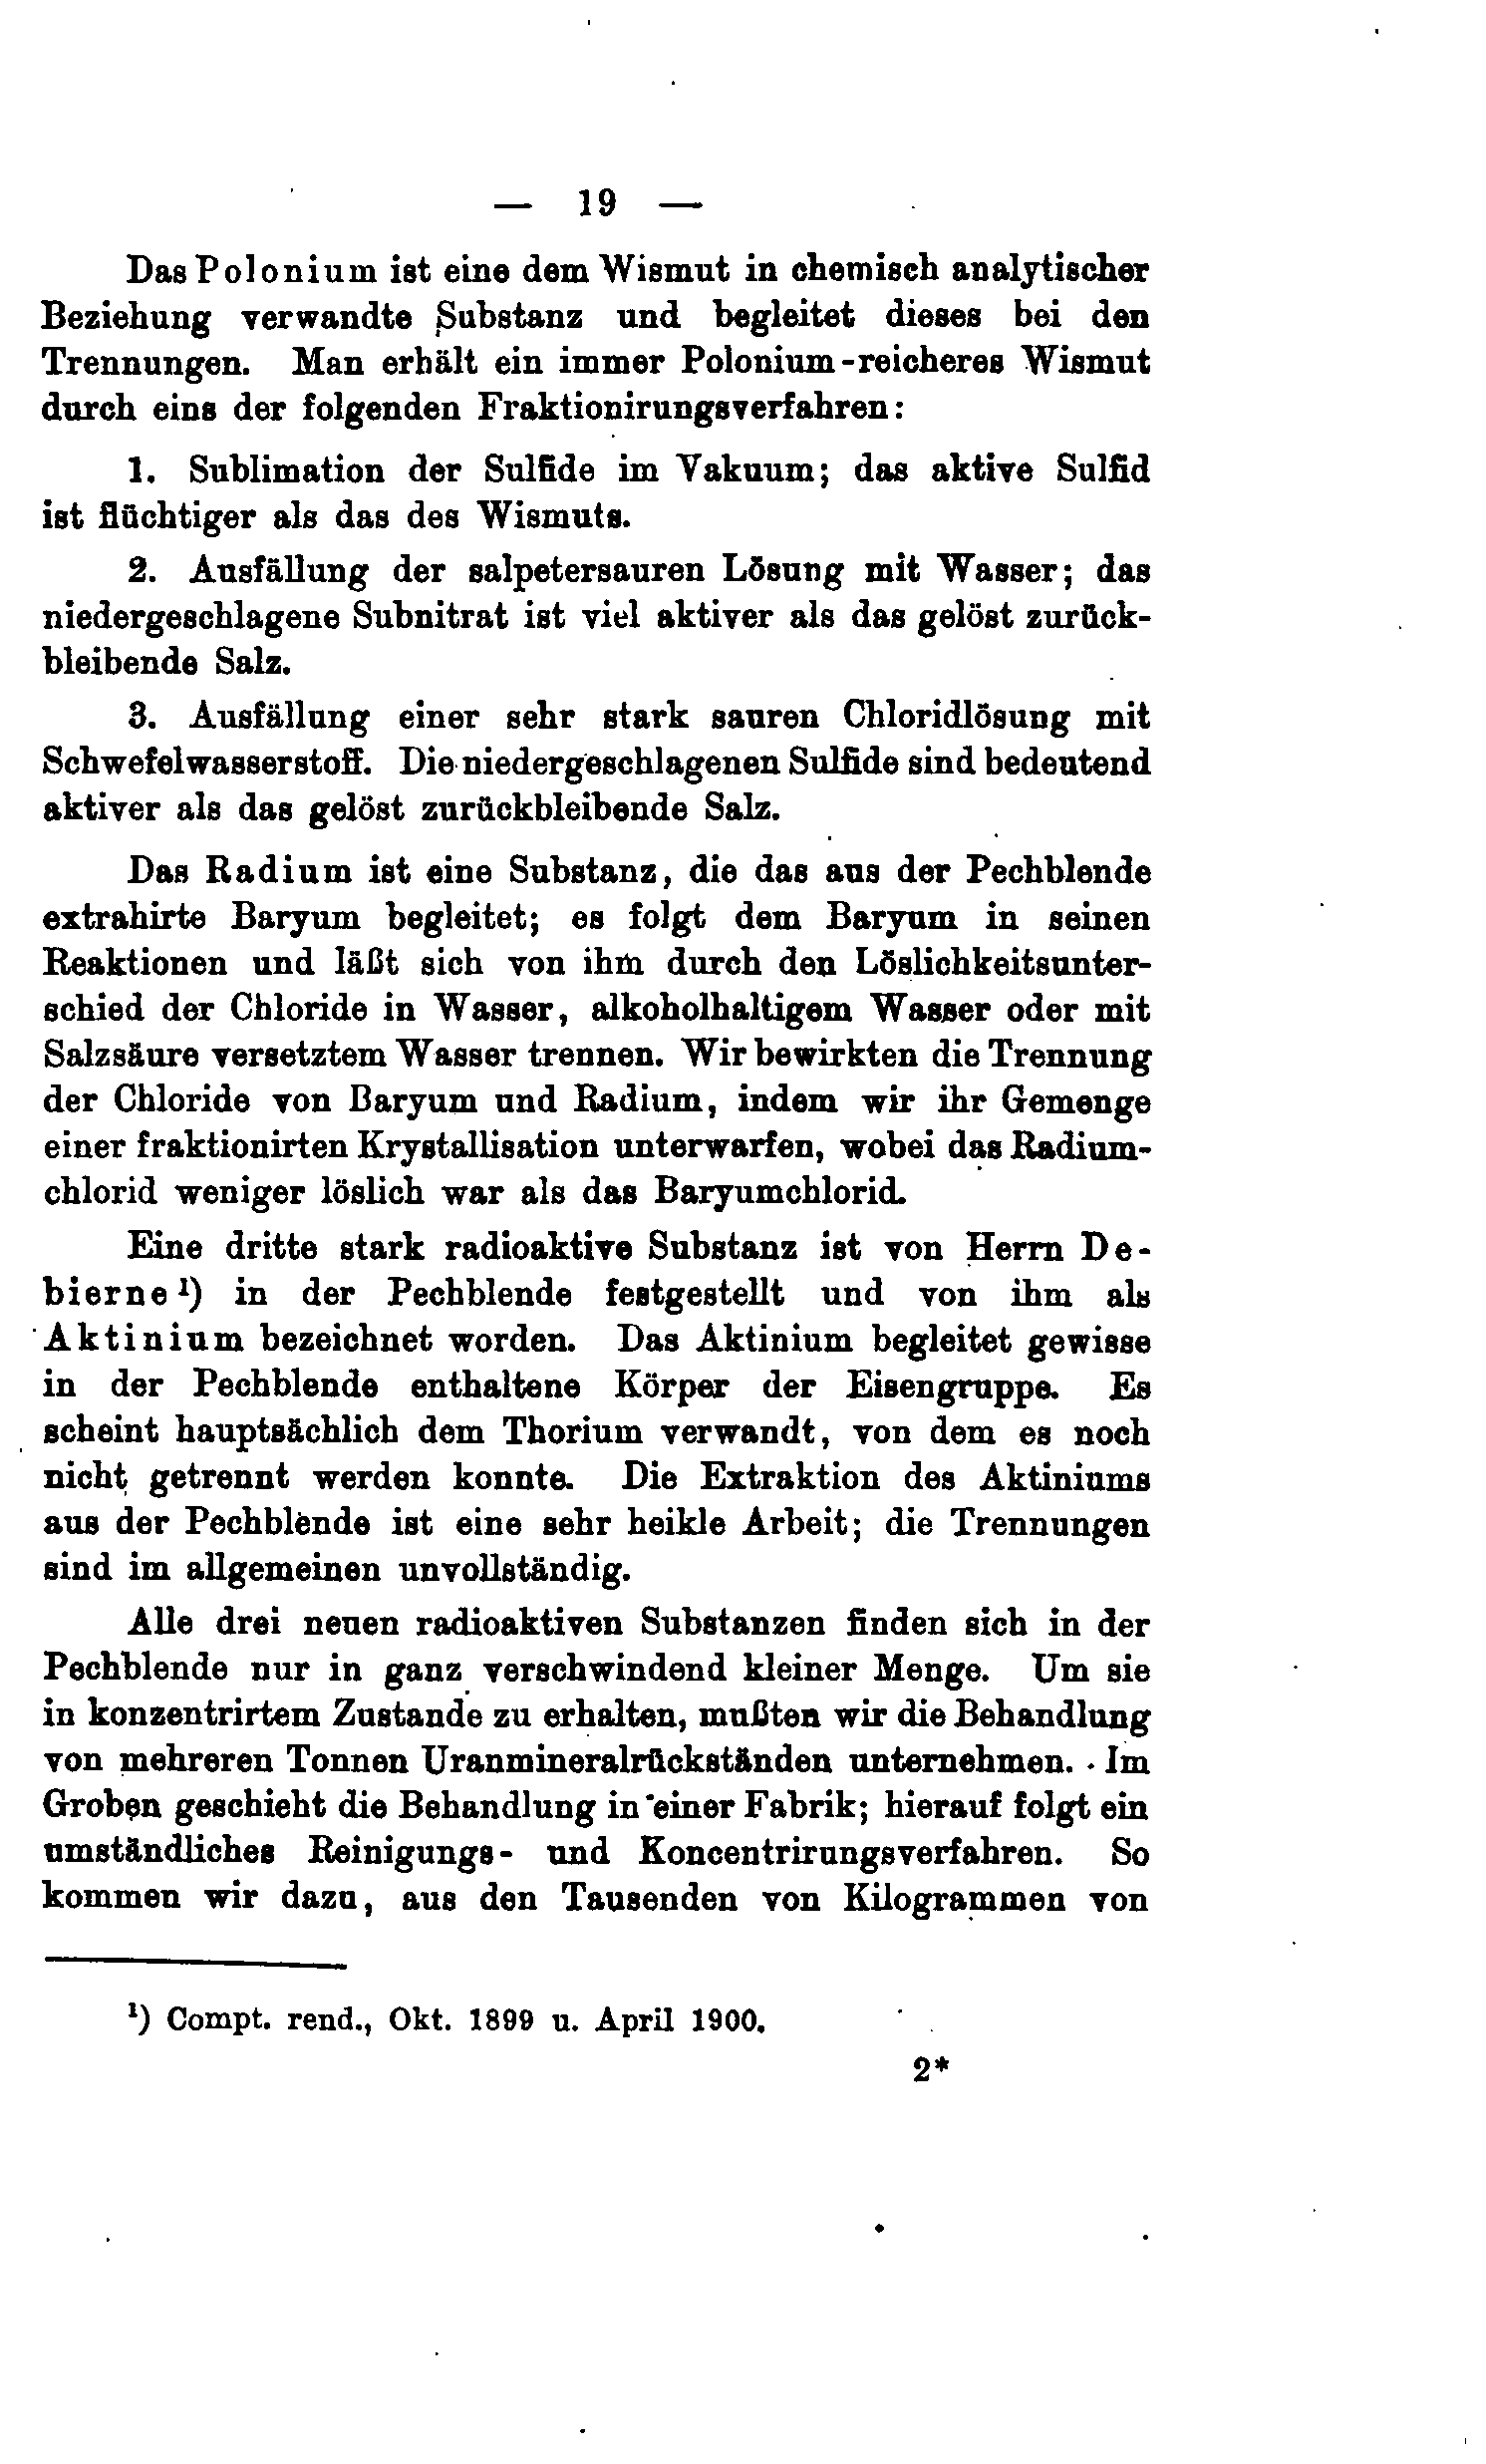 — 19 —
Das Polonium ist eine dem Wismut in chemisch analytischer
Beziehung verwandte Substanz und begleitet dieses bei den
Trennungen. Man erhält ein immer Polonium-reicheres Wismut
durch eins der folgenden Fraktionirungsverfahren:
1. Sublimation der Sulfide im Vakuum; das aktive Sulfid
ist flüchtiger als das des Wismuts.
2. Ausfällung der salpetersauren Lösung mit Wasser; das
niedergeschlagene Subnitrat ist viel aktiver als das gelöst zurück-
bleibende Salz.
3. Ausfällung einer sehr stark sauren Chloridlösung mit
Schwefelwasserstoff. Die niedergeschlagenen Sulfide sind bedeutend
aktiver als das gelöst zurückbleibende Salz.
Das Radium ist eine Substanz, die das aus der Pechblende
extrahirte Baryum begleitet; es folgt dem Baryum in seinen
Reaktionen und läßt sich von ihm durch den Löslichkeitsunter-
schied der Chloride in Wasser, alkoholhaltigem Wasser oder mit
Salzsäure versetztem Wasser trennen. Wir bewirkten die Trennung
der Chloride von Baryum und Radium, indem wir ihr Gemenge
einer fraktionirten Krystallisation unterwarfen, wobei das Radium-
chlorid weniger löslich war als das Baryumchlorid.
Eine dritte stark radioaktive Substanz ist von Herrn De-
bierne¹) in der Pechblende festgestellt und von ihm als
Aktinium bezeichnet worden. Das Aktinium begleitet gewisse
in der Pechblende enthaltene Körper der Eisengruppe. Es
scheint hauptsächlich dem Thorium verwandt, von dem es noch
nicht getrennt werden konnte. Die Extraktion des Aktiniums
aus der Pechblende ist eine sehr heikle Arbeit; die Trennungen
sind im allgemeinen unvollständig.
Alle drei neuen radioaktiven Substanzen finden sich in der
Pechblende nur in ganz verschwindend kleiner Menge. Um sie
in konzentrirtem Zustande zu erhalten, mußten wir die Behandlung
von mehreren Tonnen Uranmineralrückständen unternehmen. Im
Groben geschieht die Behandlung in einer Fabrik; hierauf folgt ein
umständliches Reinigungs- und Koncentrirungsverfahren. So
kommen wir dazu, aus den Tausenden von Kilogrammen von
¹) Compt. rend., Okt. 1899 u. April 1900.
2*